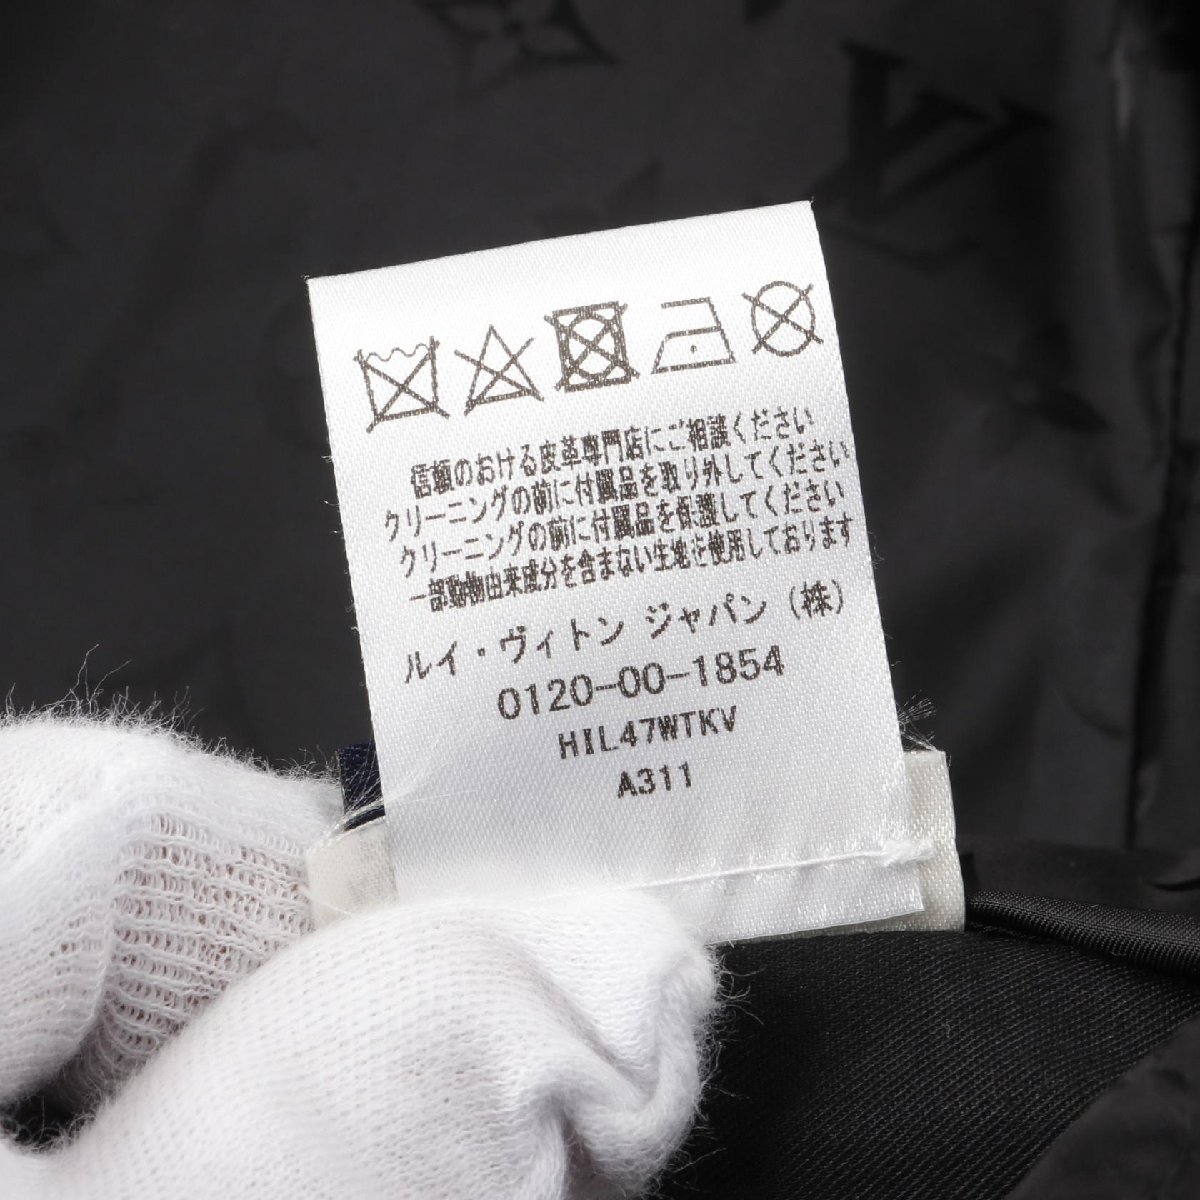 信頼のおける皮革専門店にご相談ください
クリーニングの前に付属品を取り外してください
クリーニングの前に付属品を保護してください
一部動物由来成分を含まない生地を使用しております
ルイ・ヴィトン ジャパン (株)
0120-00-1854
HIL47WTKV
A311